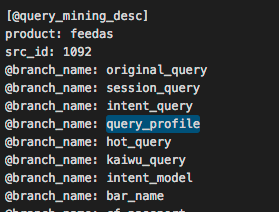 [@query_mining_desc]
product: feedas
src_id: 1092
@branch_name: original_query
@branch_name: session_query
@branch_name: intent_query
@branch_name: query_profile
@branch_name: hot_query
@branch_name: kaiwu_query
@branch_name: intent_model
@branch_name: bar_name
@branch_name: